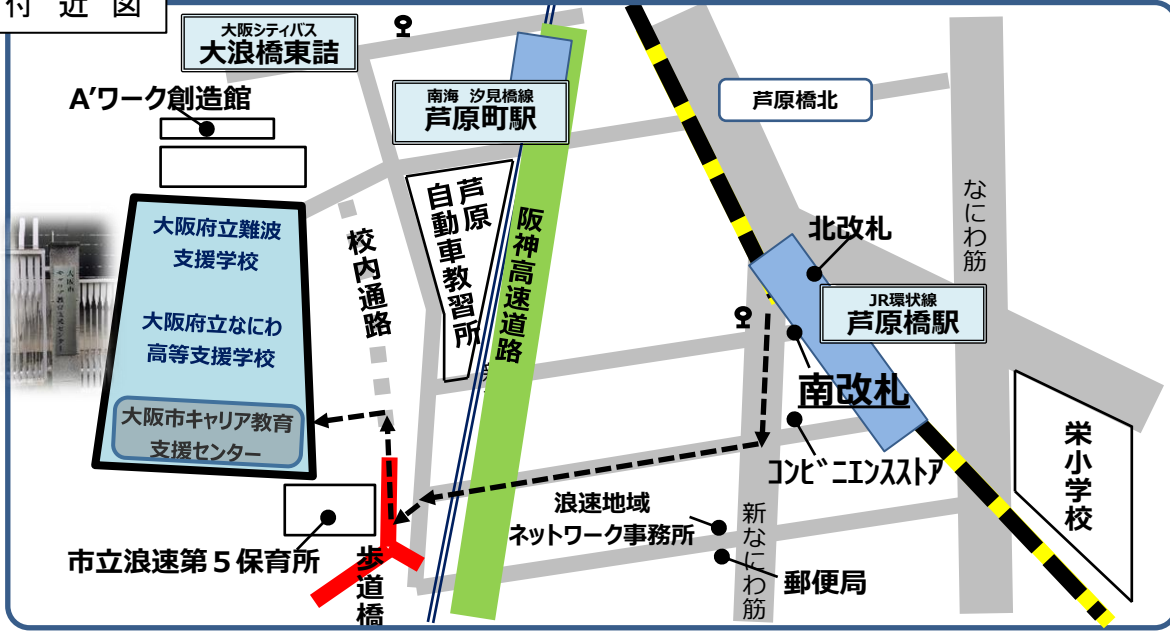 付近図
大阪シティバス
大浪橋東詰
A’ワーク創造館
南海 汐見橋線
芦原町駅
芦原橋北
大阪府立難波
支援学校
大阪府立なにわ
高等支援学校
大阪市キャリア教育
支援センター
校内通路
芦原
自動車教習所
阪神高速道路
新
なにわ筋
北改札
JR環状線
芦原橋駅
南改札
コンビニエンスストア
栄小学校
浪速地域
ネットワーク事務所
新なにわ筋
郵便局
市立浪速第５保育所
歩道橋